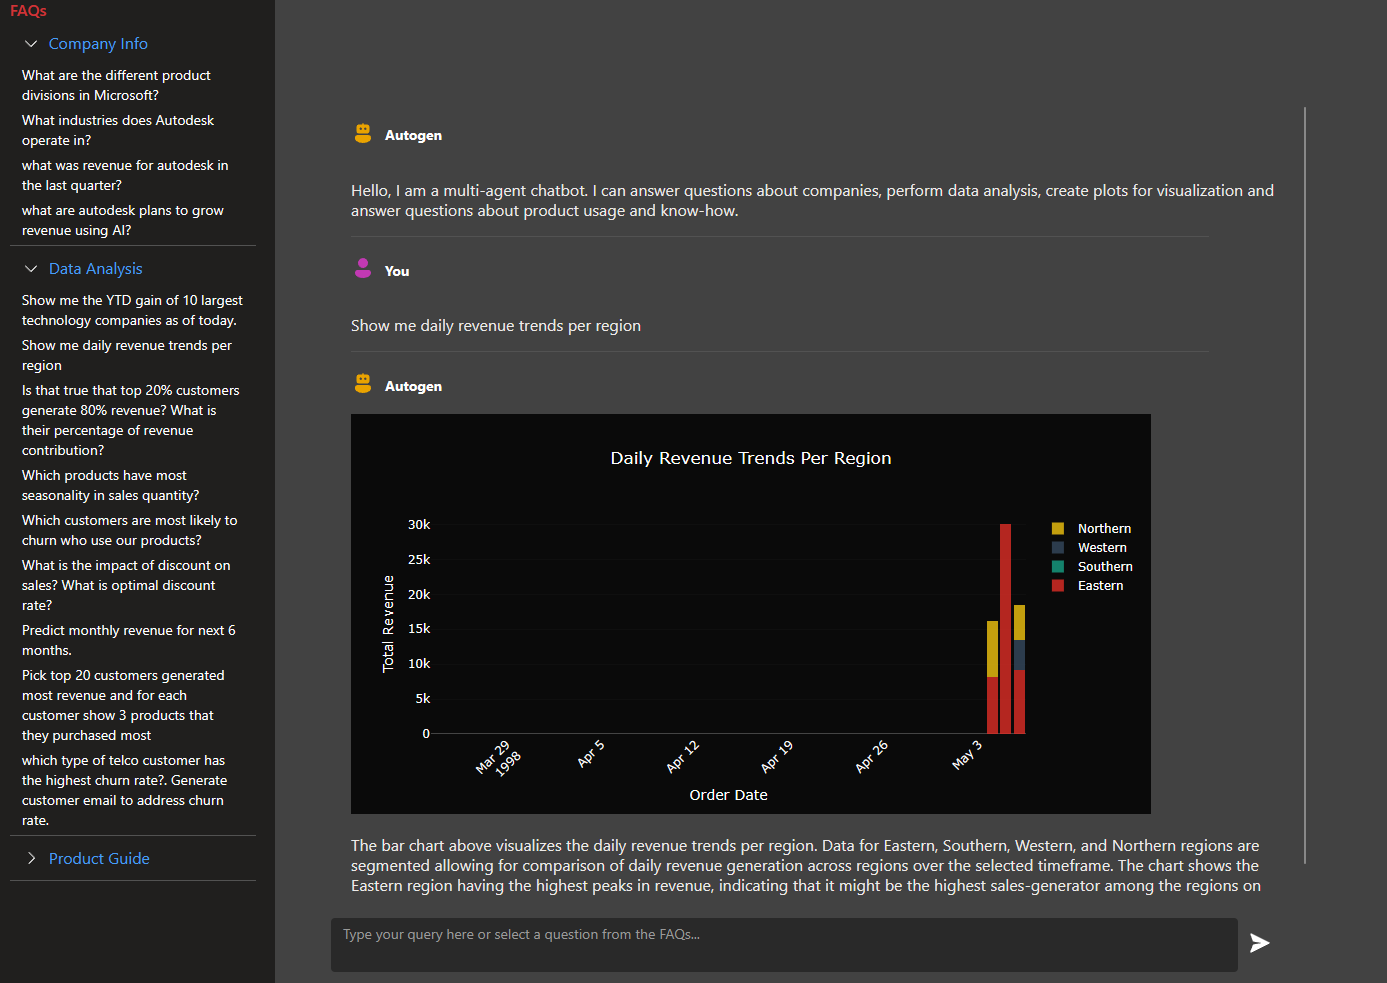 FAQs
Company Info
What are the different product
divisions in Microsoft?
What industries does Autodesk
operate in?
what was revenue for autodesk in
the last quarter?
what are autodesk plans to grow
revenue using AI?
Data Analysis
Show me the YTD gain of 10 largest
technology companies as of today.
Show me daily revenue trends per
region
Is that true that top 20% customers
generate 80% revenue? What is
their percentage of revenue
contribution?
Which products have most
seasonality in sales quantity?
Which customers are most likely to
churn who use our products?
What is the impact of discount on
sales? What is optimal discount
rate?
Predict monthly revenue for next 6
months.
Pick top 20 customers generated
most revenue and for each
customer show 3 products that
they purchased most
which type of telco customer has
the highest churn rate?. Generate
customer email to address churn
rate.
Product Guide
Autogen
Hello, I am a multi-agent chatbot. I can answer questions about companies, perform data analysis, create plots for visualization and
answer questions about product usage and know-how.
You
Show me daily revenue trends per region
Autogen
Daily Revenue Trends Per Region
Total Revenue
30k
25k
20k
15k
10k
5k
0
Mar 29
1998
Apr 5
Apr 12
Apr 19
Apr 26
May 3
Order Date
Northern
Western
Southern
Eastern
The bar chart above visualizes the daily revenue trends per region. Data for Eastern, Southern, Western, and Northern regions are
segmented allowing for comparison of daily revenue generation across regions over the selected timeframe. The chart shows the
Eastern region having the highest peaks in revenue, indicating that it might be the highest sales-generator among the regions on
Type your query here or select a question from the FAQs...